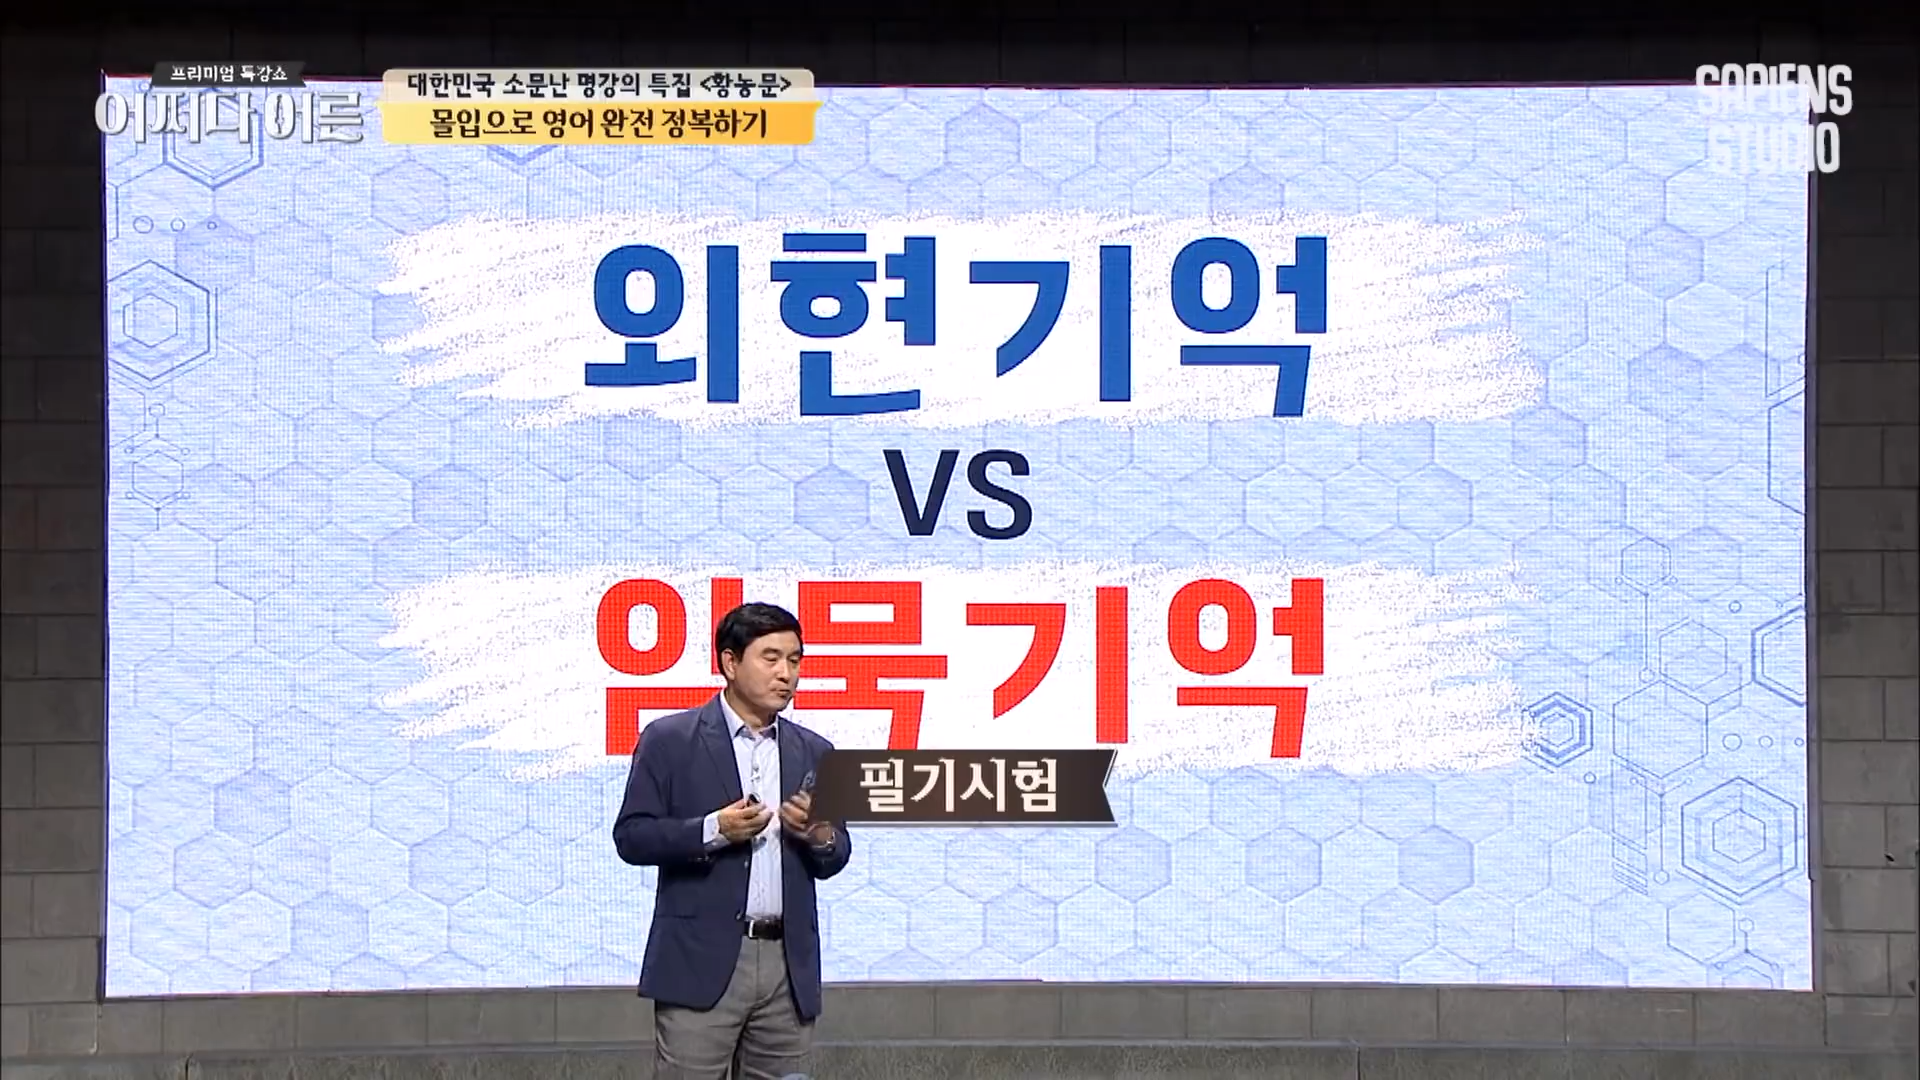 프리미엄 특강쇼
어쩌다 어른
대한민국 소문난 명강의 특집 <황농문>
몰입으로 영어 완전 정복하기
SAPIENS
STUDIO
외현기억
VS
암묵기억
필기시험